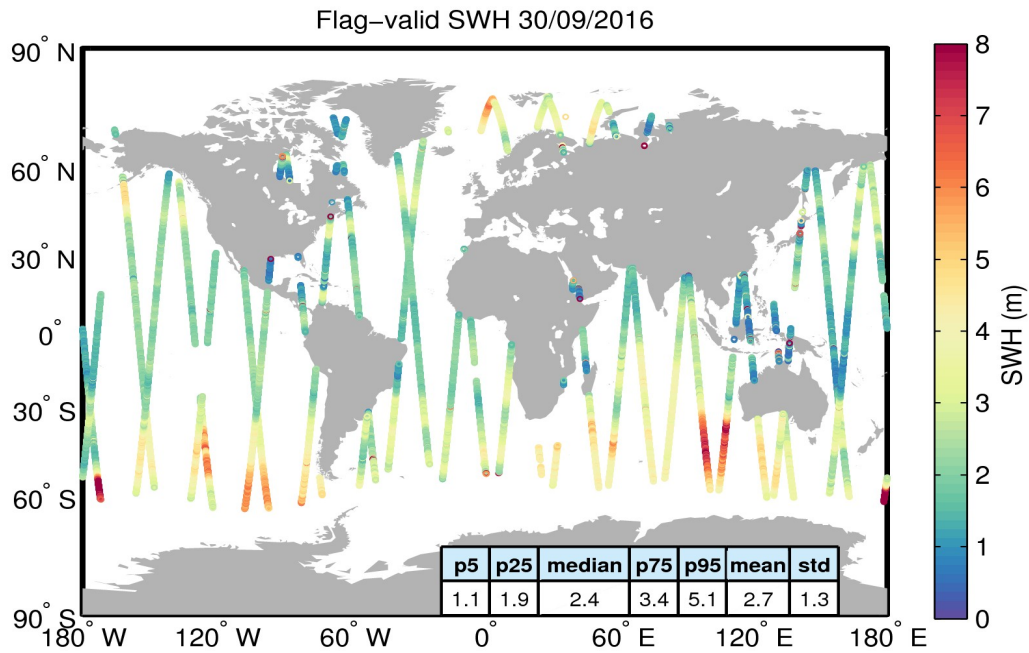 Flag−valid SWH 30/09/2016
90° N
60° N
30° N
0°
30° S
60° S
90° S
180° W
120° W
60° W
0°
60° E
120° E
180° E
p5 p25 median p75 p95 mean std
1.1 1.9 2.4 3.4 5.1 2.7 1.3
8
7
6
5
4
3
2
1
0
SWH (m)